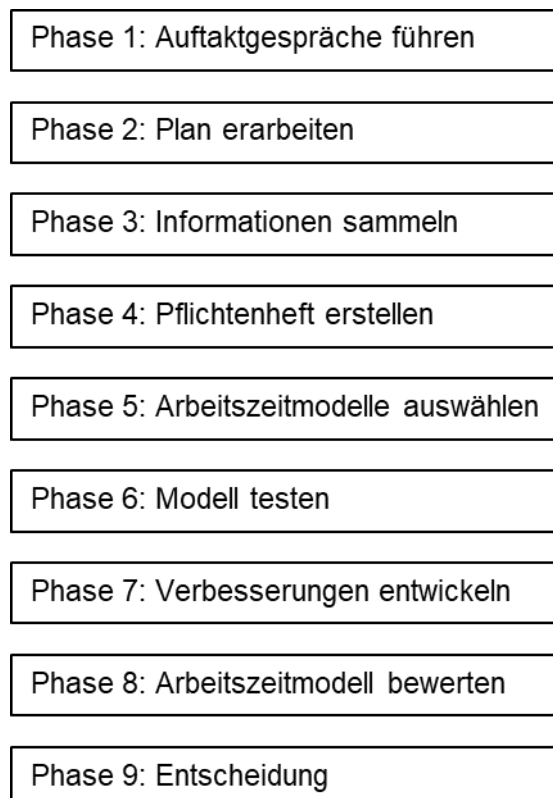 Phase 1: Auftaktgespräche führen
Phase 2: Plan erarbeiten
Phase 3: Informationen sammeln
Phase 4: Pflichtenheft erstellen
Phase 5: Arbeitszeitmodelle auswählen
Phase 6: Modell testen
Phase 7: Verbesserungen entwickeln
Phase 8: Arbeitszeitmodell bewerten
Phase 9: Entscheidung